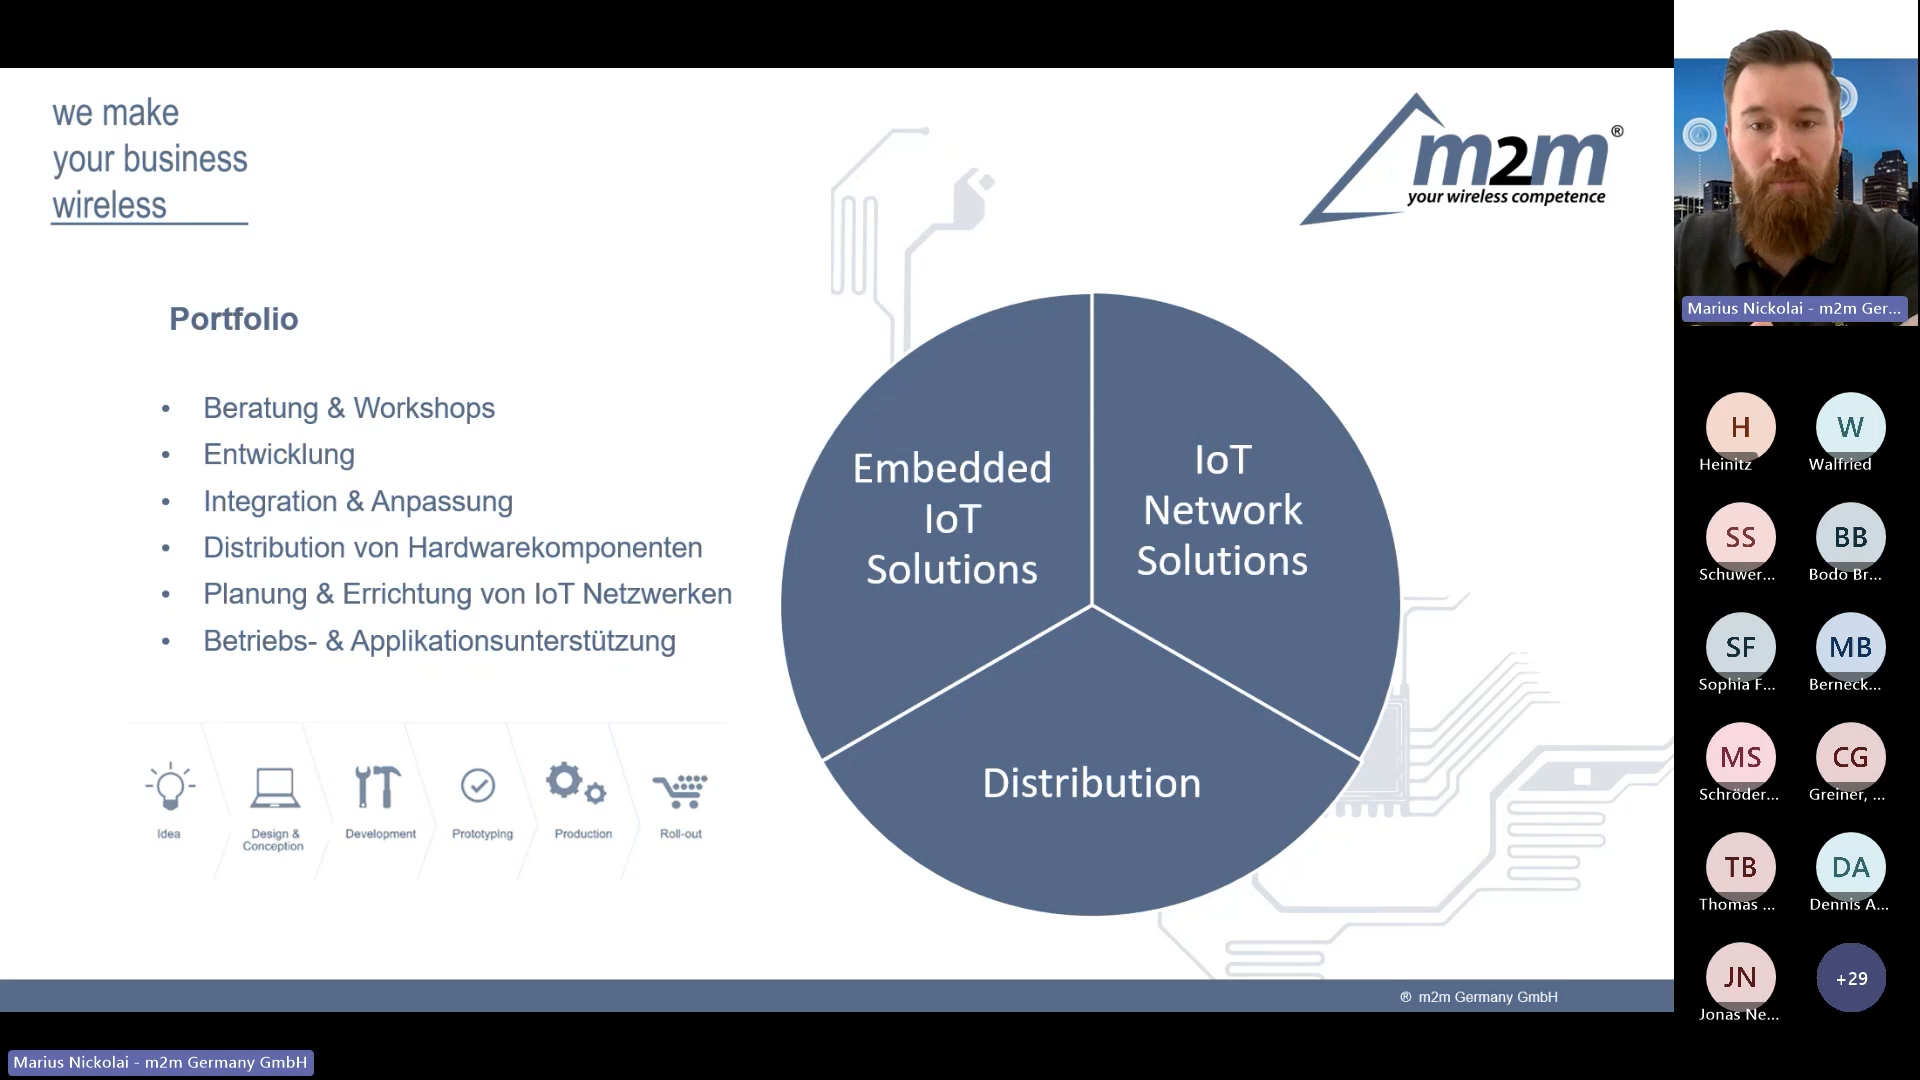 we make
your business
wireless
m2m®
your wireless competence
Portfolio
• Beratung & Workshops
• Entwicklung
• Integration & Anpassung
• Distribution von Hardwarekomponenten
• Planung & Errichtung von IoT Netzwerken
• Betriebs- & Applikationsunterstützung
Embedded
IoT
Solutions
IoT
Network
Solutions
Distribution
Idea
Design &
Conception
Development
Prototyping
Production
Roll-out
® m2m Germany GmbH
Marius Nickolai - m2m Germany GmbH
Marius Nickolai - m2m Ger...
H
Heinitz
W
Walfried
SS
Schuwer...
BB
Bodo Br...
SF
Sophia F...
MB
Berneck...
MS
Schröder...
CG
Greiner, ...
TB
Thomas ...
DA
Dennis A...
JN
Jonas Ne...
+29